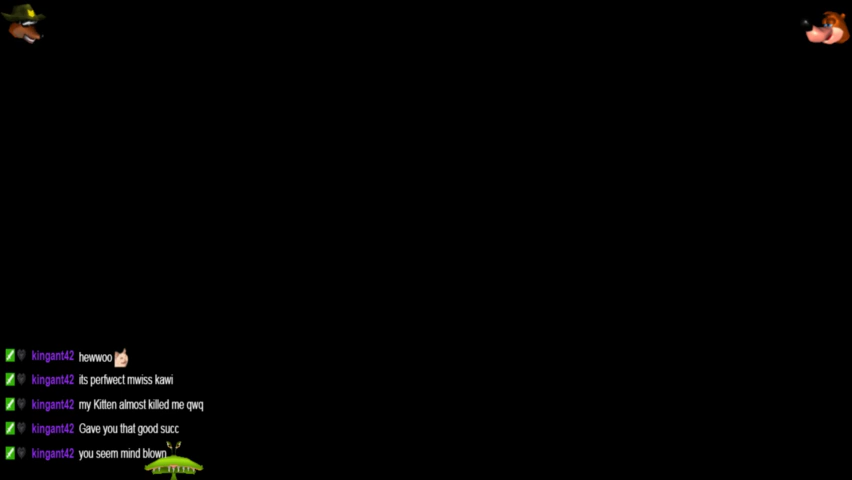 kingant42 hewwoo
kingant42 its perfwect mwiss kawi
kingant42 my Kitten almost killed me qwq
kingant42 Gave you that good succ
kingant42 you seem mind blown